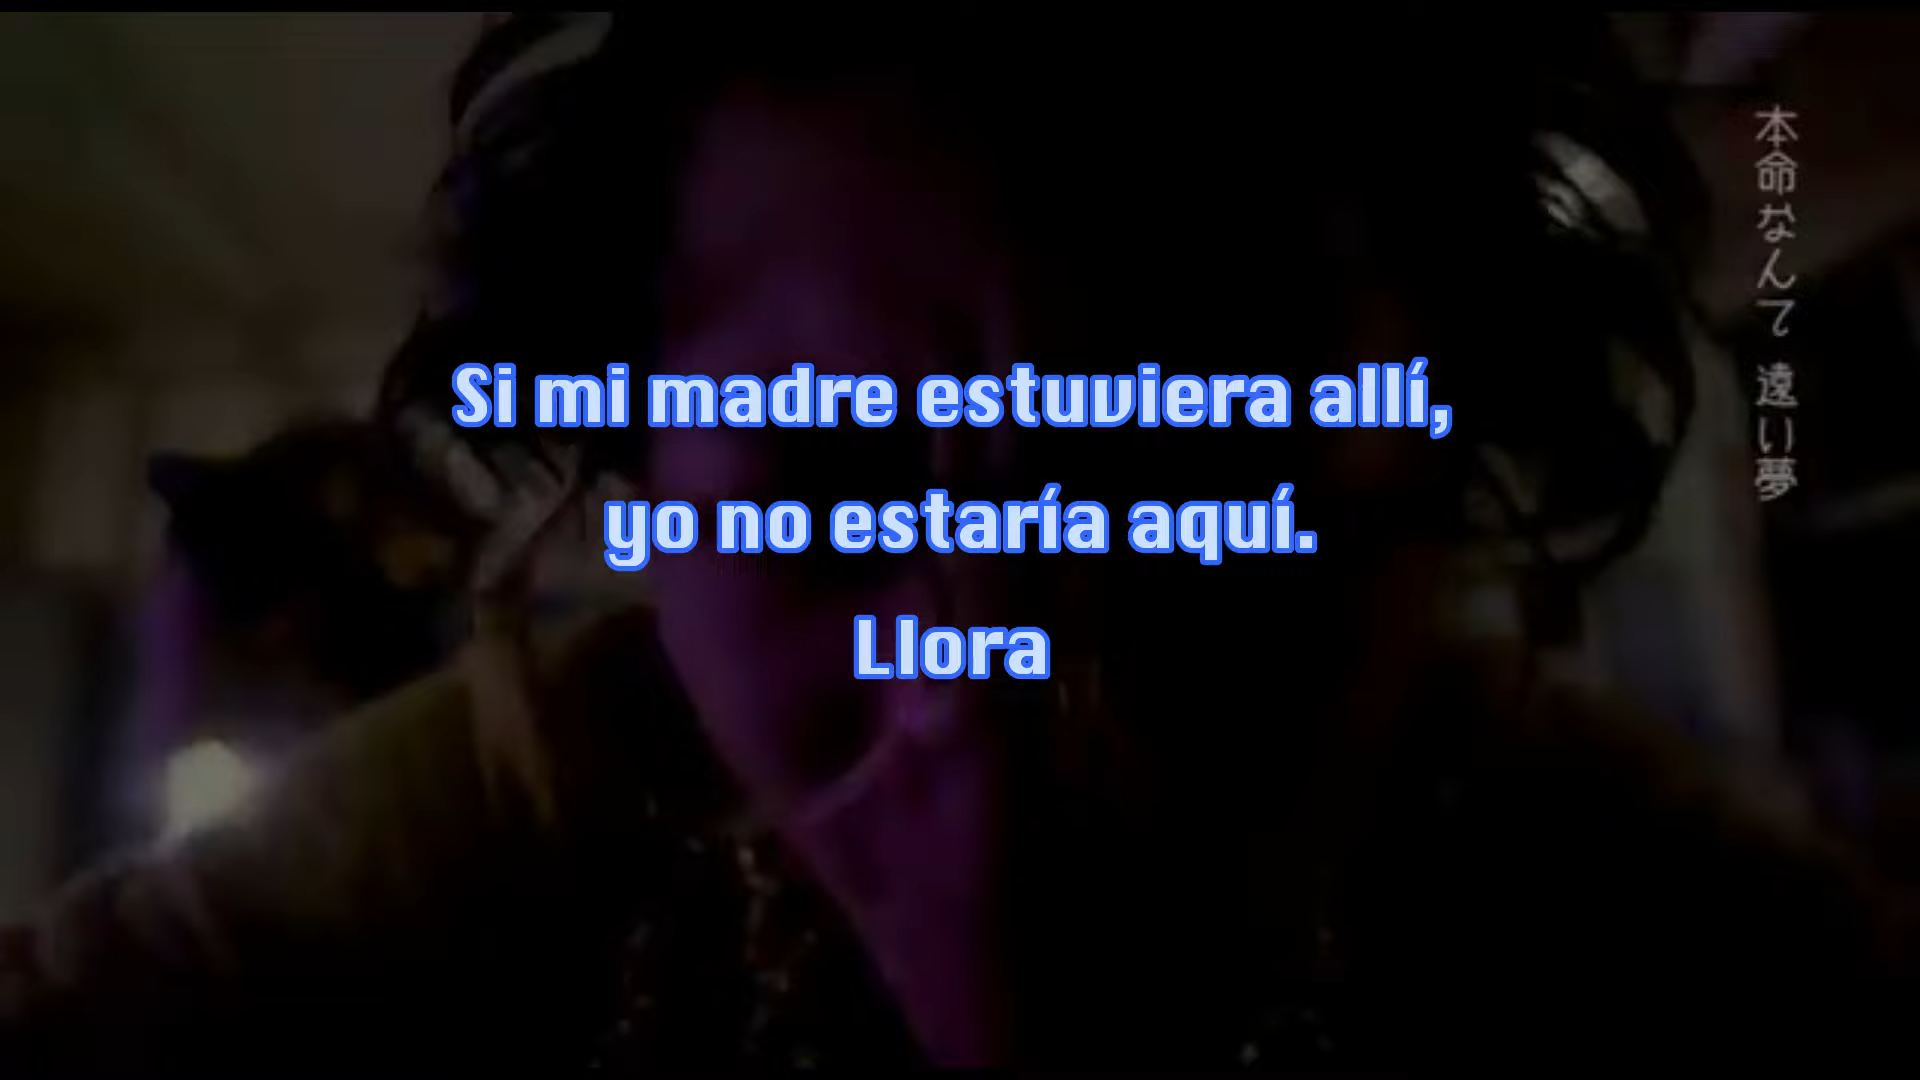 Si mi madre estuviera allí,
yo no estaría aquí.
Llora
本命なんて 遠い夢